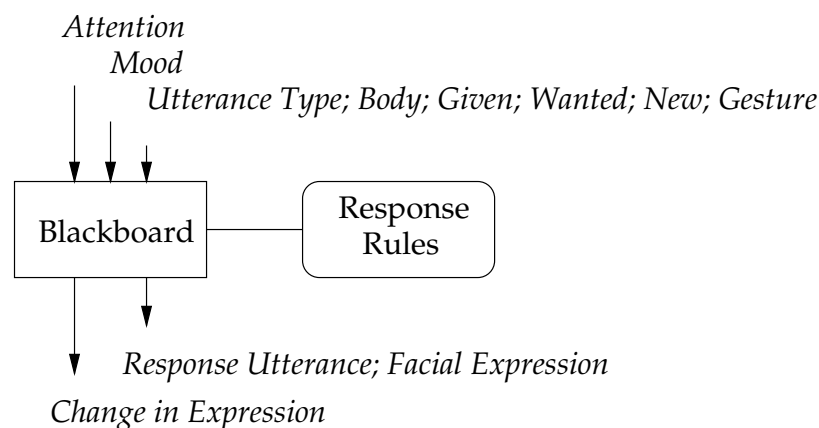 Attention
Mood
Utterance Type; Body; Given; Wanted; New; Gesture
Blackboard
Response
Rules
Response Utterance; Facial Expression
Change in Expression